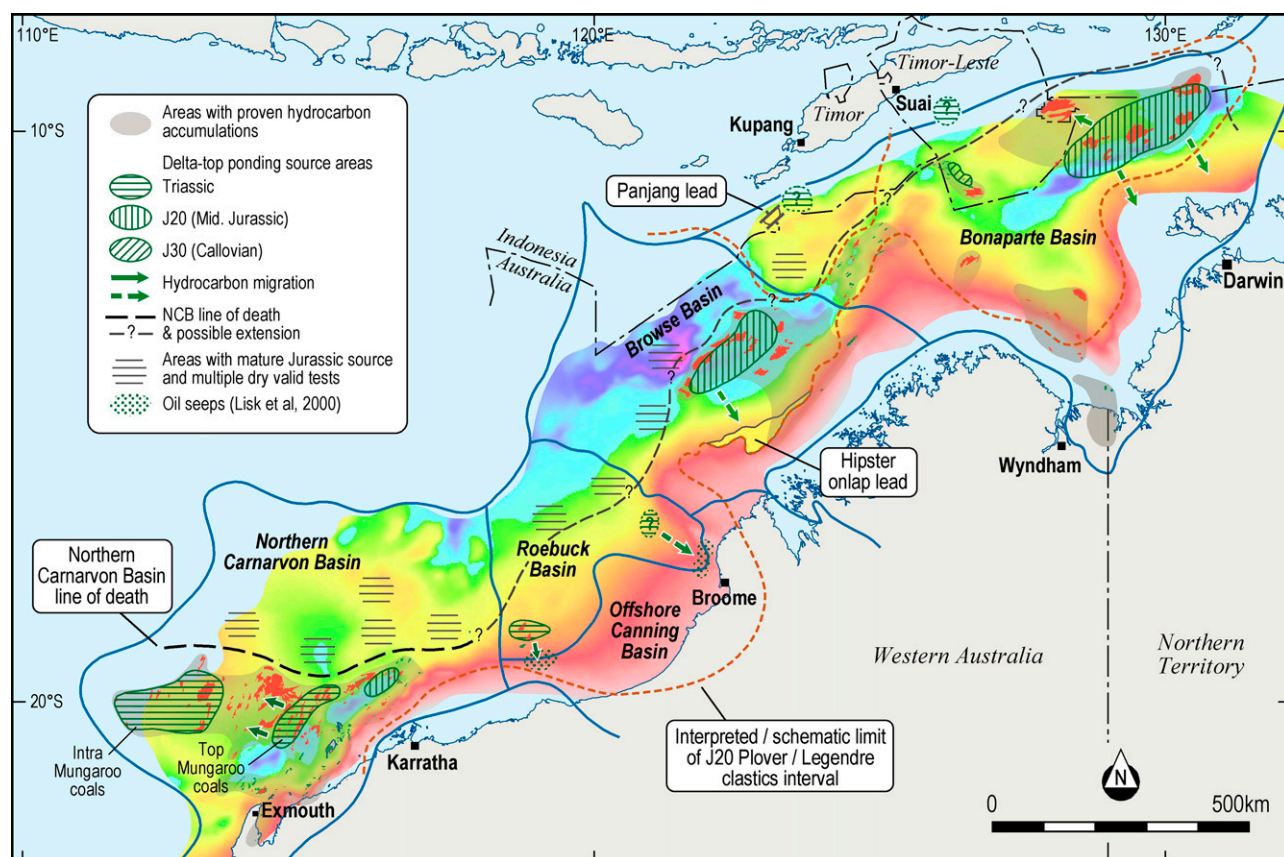 110°E
120°E
130°E
10°S
20°S
Areas with proven hydrocarbon
accumulations
Delta-top ponding source areas
Triassic
J20 (Mid. Jurassic)
J30 (Callovian)
Hydrocarbon migration
NCB line of death
?
& possible extension
Areas with mature Jurassic source
and multiple dry valid tests
Oil seeps (Lisk et al, 2000)
Timor-Leste
Suai
Timor
Kupang
?
?
Panjang lead
?
Indonesia
Australia
Bonaparte Basin
Darwin
Browse Basin
?
?
Hipster
onlap lead
Wyndham
?
Northern
Carnarvon Basin
Roebuck
Basin
?
Broome
Northern
Carnarvon Basin
line of death
?
Offshore
Canning
Basin
Western Australia
Northern
Territory
Interpreted / schematic limit
of J20 Plover / Legendre
clastics interval
Intra
Mungaroo
coals
Top
Mungaroo
coals
Karratha
Exmouth
N
0
500km